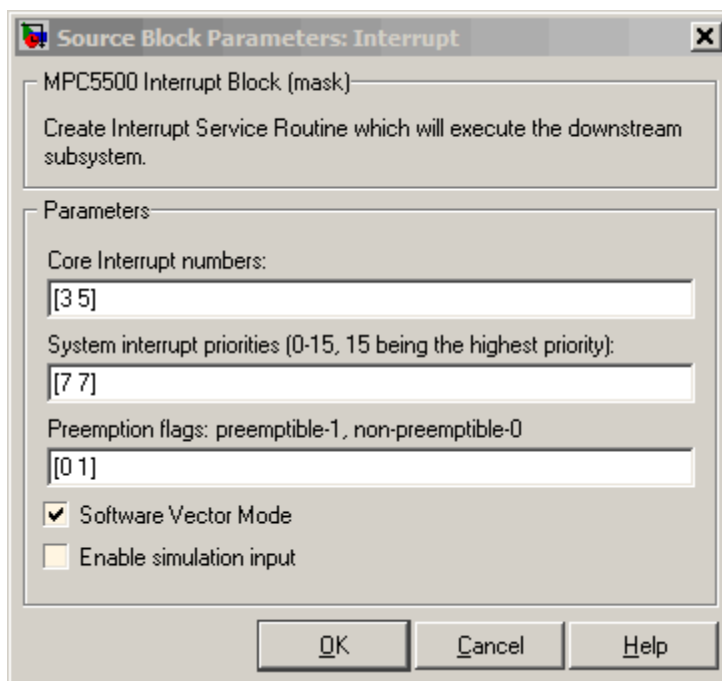 Source Block Parameters: Interrupt
MPC5500 Interrupt Block (mask)
Create Interrupt Service Routine which will execute the downstream
subsystem.
Parameters
Core Interrupt numbers:
[3 5]
System interrupt priorities (0-15, 15 being the highest priority):
[7 7]
Preemption flags: preemptible-1, non-preemptible-0
[0 1]
Software Vector Mode
Enable simulation input
OK Cancel Help